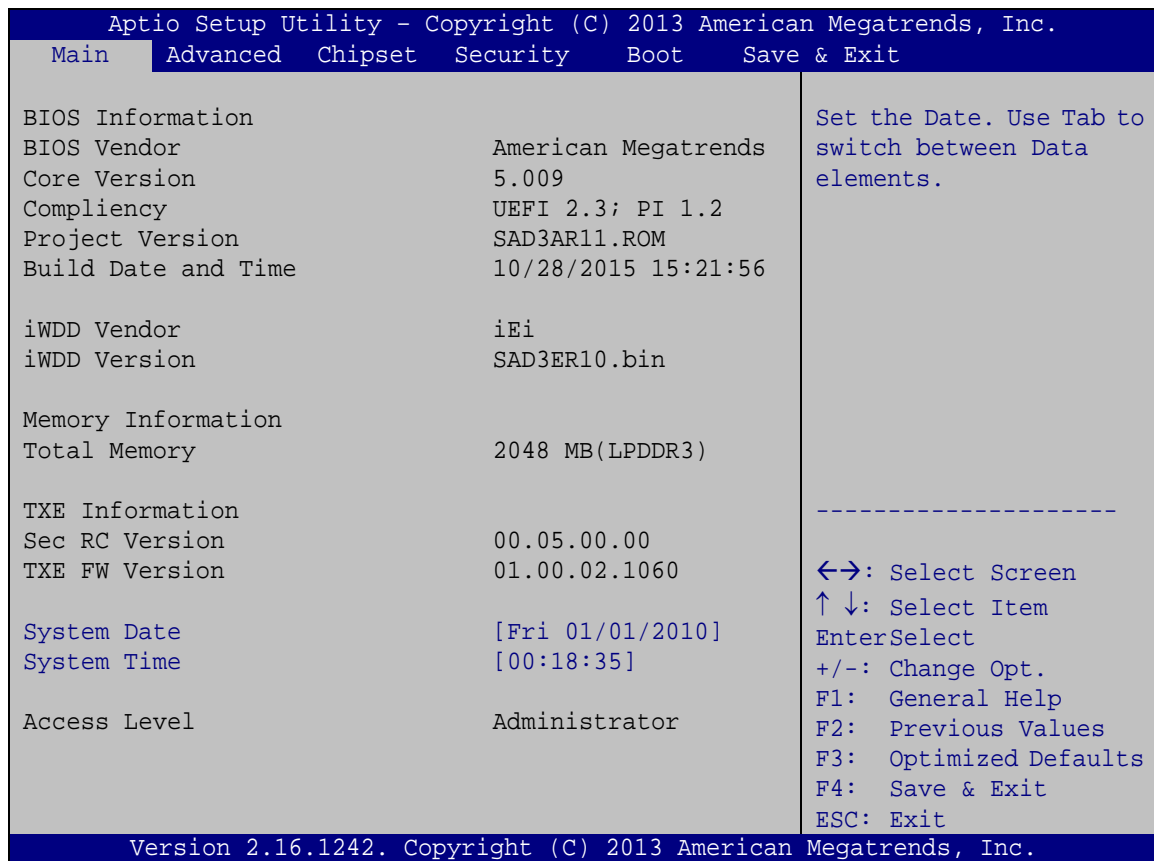 Aptio Setup Utility – Copyright (C) 2013 American Megatrends, Inc.
Main Advanced Chipset Security Boot Save & Exit
BIOS Information
BIOS Vendor American Megatrends
Core Version 5.009
Compliency UEFI 2.3; PI 1.2
Project Version SAD3AR11.ROM
Build Date and Time 10/28/2015 15:21:56
iWDD Vendor iEi
iWDD Version SAD3ER10.bin
Memory Information
Total Memory 2048 MB(LPDDR3)
TXE Information
Sec RC Version 00.05.00.00
TXE FW Version 01.00.02.1060
System Date [Fri 01/01/2010]
System Time [00:18:35]
Access Level Administrator
Set the Date. Use Tab to
switch between Data
elements.
---------------------
←→: Select Screen
↑ ↓: Select Item
EnterSelect
+/-: Change Opt.
F1: General Help
F2: Previous Values
F3: Optimized Defaults
F4: Save & Exit
ESC: Exit
Version 2.16.1242. Copyright (C) 2013 American Megatrends, Inc.